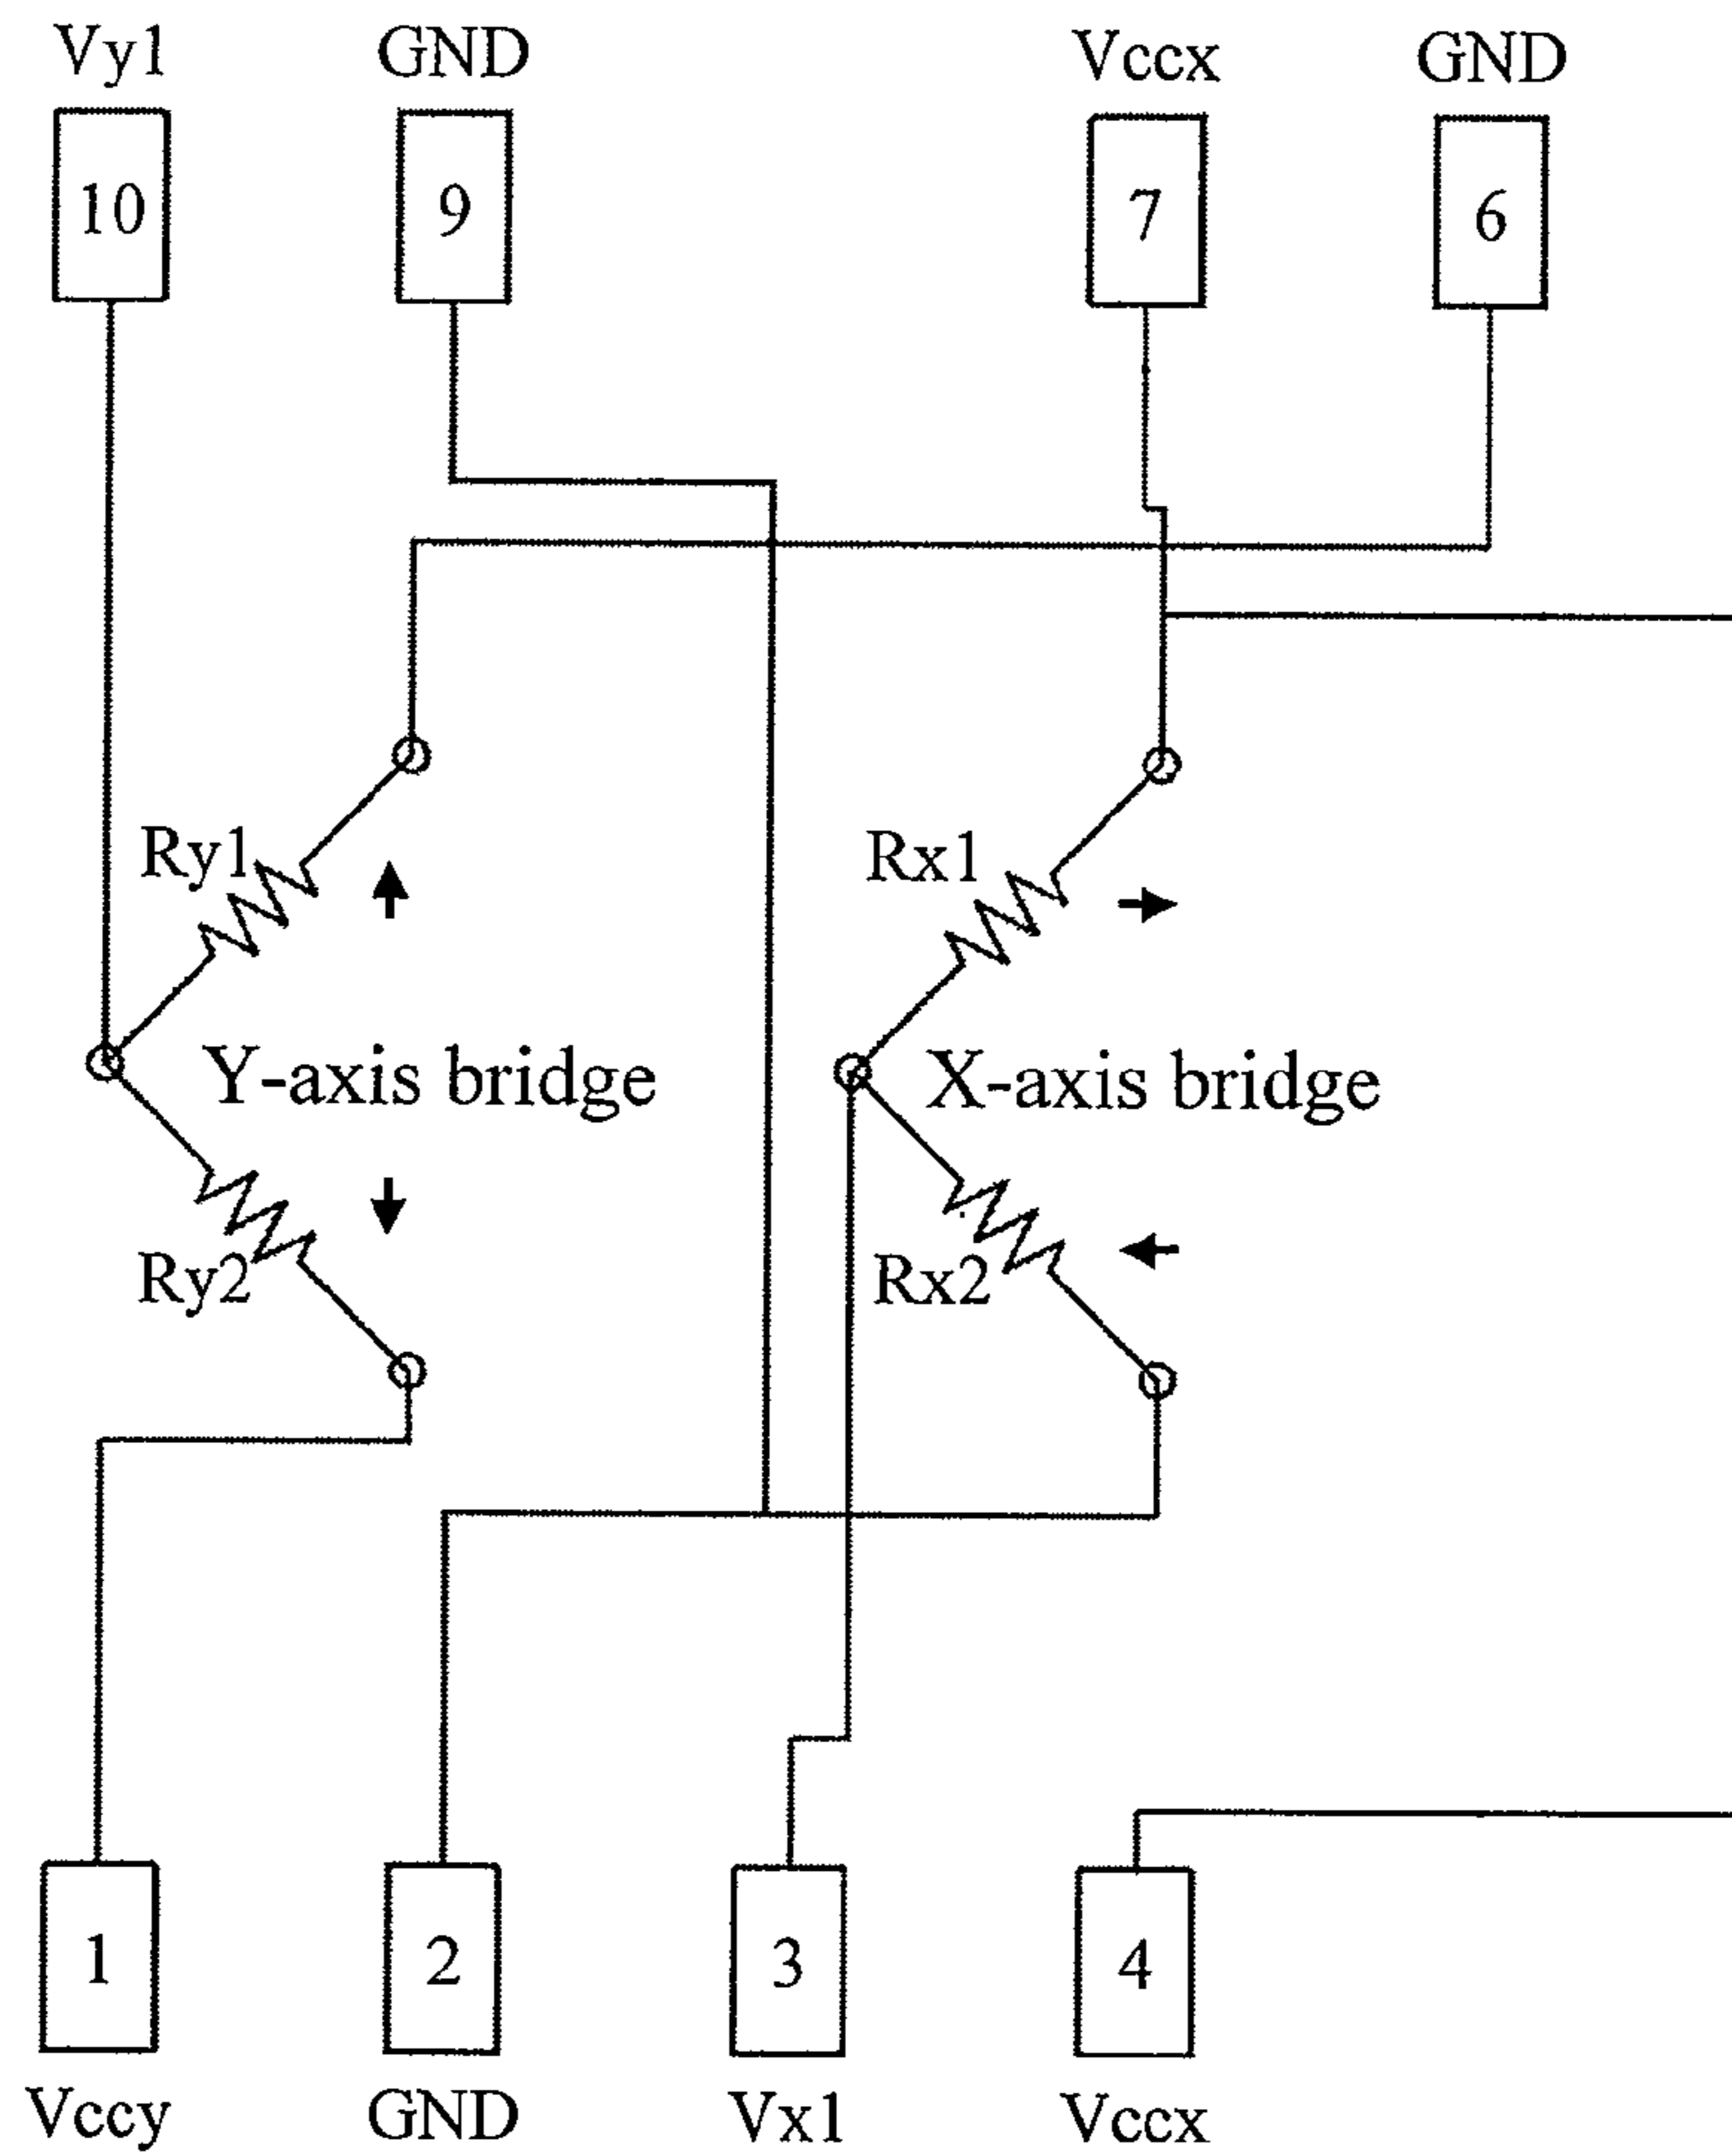 Vy1 GND Vccx GND
10 9 7 6
Ry1 Rx1
Y-axis bridge X-axis bridge
Ry2 Rx2
1 2 3 4
Vccy GND Vx1 Vccx